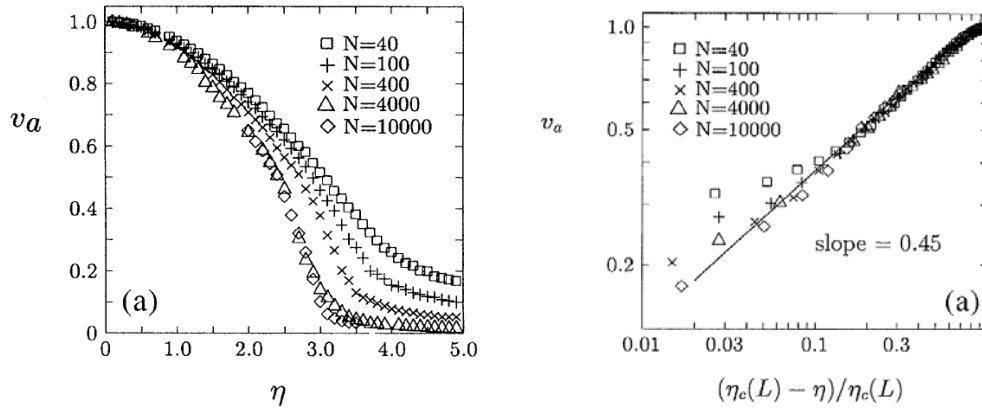 1.0
0.8
0.6
0.4
0.2
0
v_a
□ N=40
+ N=100
× N=400
△ N=4000
◇ N=10000
(a)
0
1.0
2.0
3.0
4.0
5.0
η
1.0
0.5
0.2
v_a
□ N=40
+ N=100
× N=400
△ N=4000
◇ N=10000
slope = 0.45
(a)
0.01
0.03
0.1
0.3
(η_c(L) − η)/η_c(L)